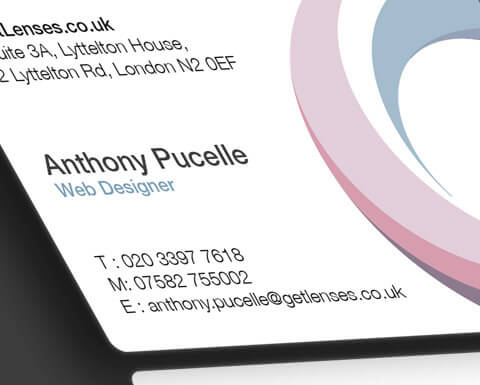 tLenses.co.uk
uite 3A, Lyttelton House,
2 Lyttelton Rd, London N2 0EF
Anthony Pucelle
Web Designer
T : 020 3397 7618
M: 07582 755002
E : anthony.pucelle@getlenses.co.uk